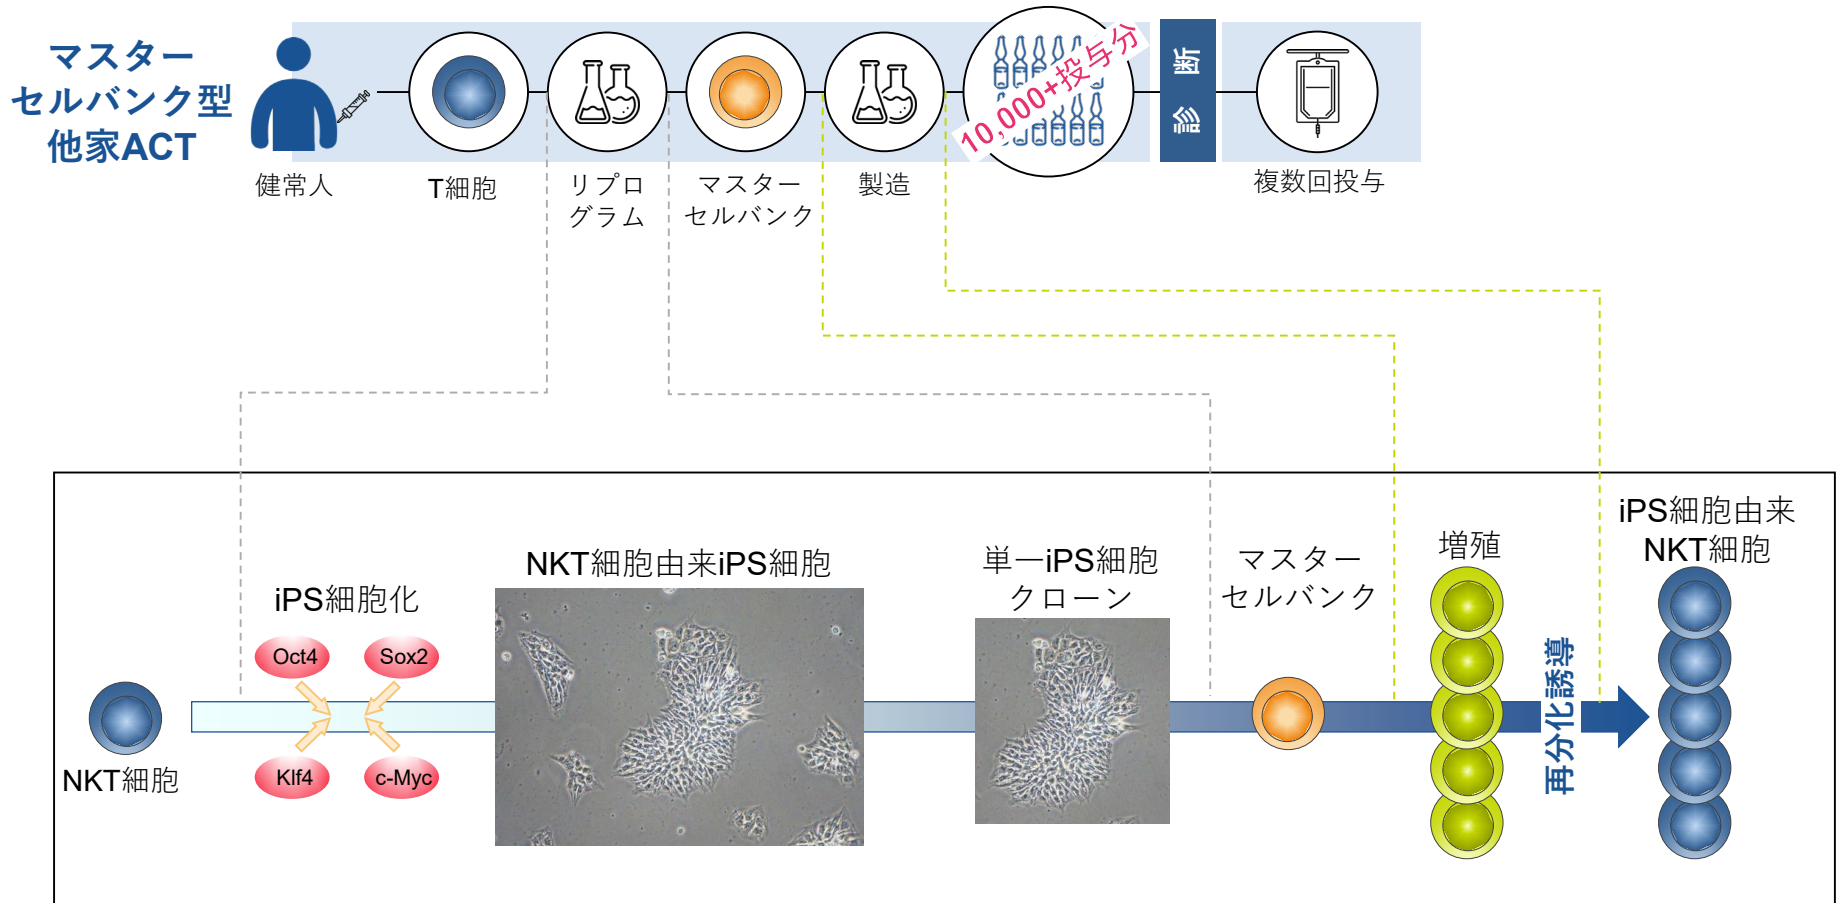 マスター
セルバンク型
他家ACT
健常人
T細胞
リプロ
グラム
マスター
セルバンク
製造
10,000+投与分
診断
複数回投与
NKT細胞
iPS細胞化
Oct4
Sox2
Klf4
c-Myc
NKT細胞由来iPS細胞
単一iPS細胞
クローン
マスター
セルバンク
増殖
再分化誘導
iPS細胞由来
NKT細胞